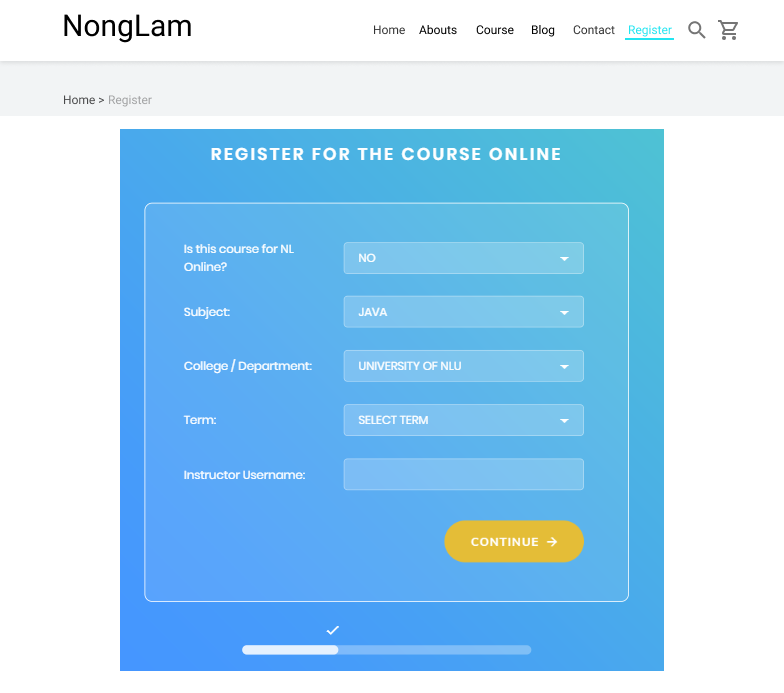 NongLam
Home Abouts Course Blog Contact Register
Home > Register
REGISTER FOR THE COURSE ONLINE
Is this course for NL
Online?
NO
Subject:
JAVA
College / Department:
UNIVERSITY OF NLU
Term:
SELECT TERM
Instructor Username:
CONTINUE →